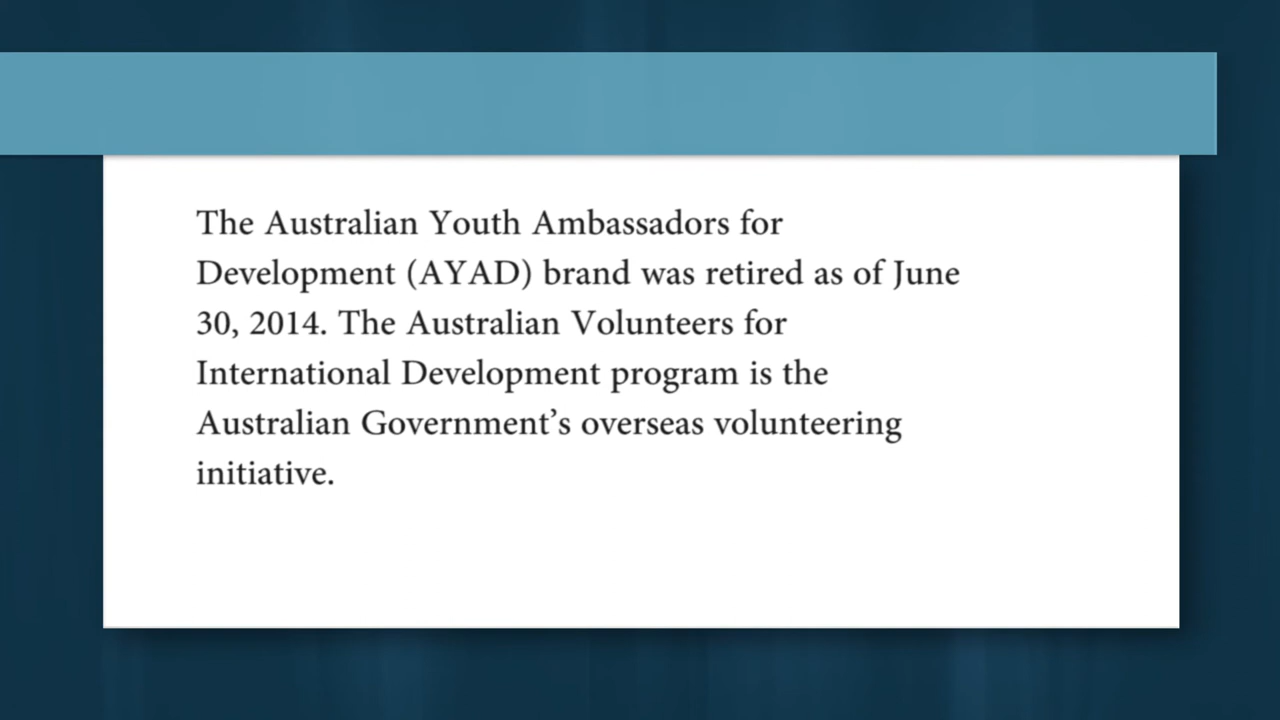 The Australian Youth Ambassadors for
Development (AYAD) brand was retired as of June
30, 2014. The Australian Volunteers for
International Development program is the
Australian Government’s overseas volunteering
initiative.